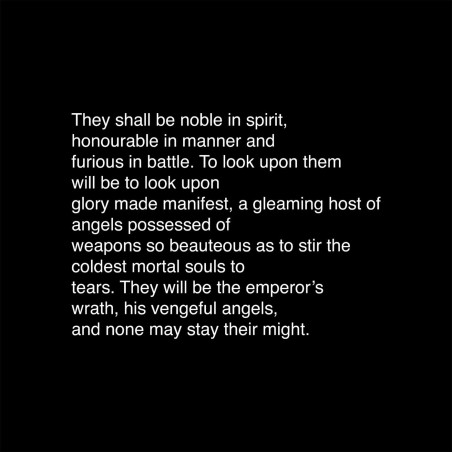 They shall be noble in spirit,
honourable in manner and
furious in battle. To look upon them
will be to look upon
glory made manifest, a gleaming host of
angels possessed of
weapons so beauteous as to stir the
coldest mortal souls to
tears. They will be the emperor’s
wrath, his vengeful angels,
and none may stay their might.